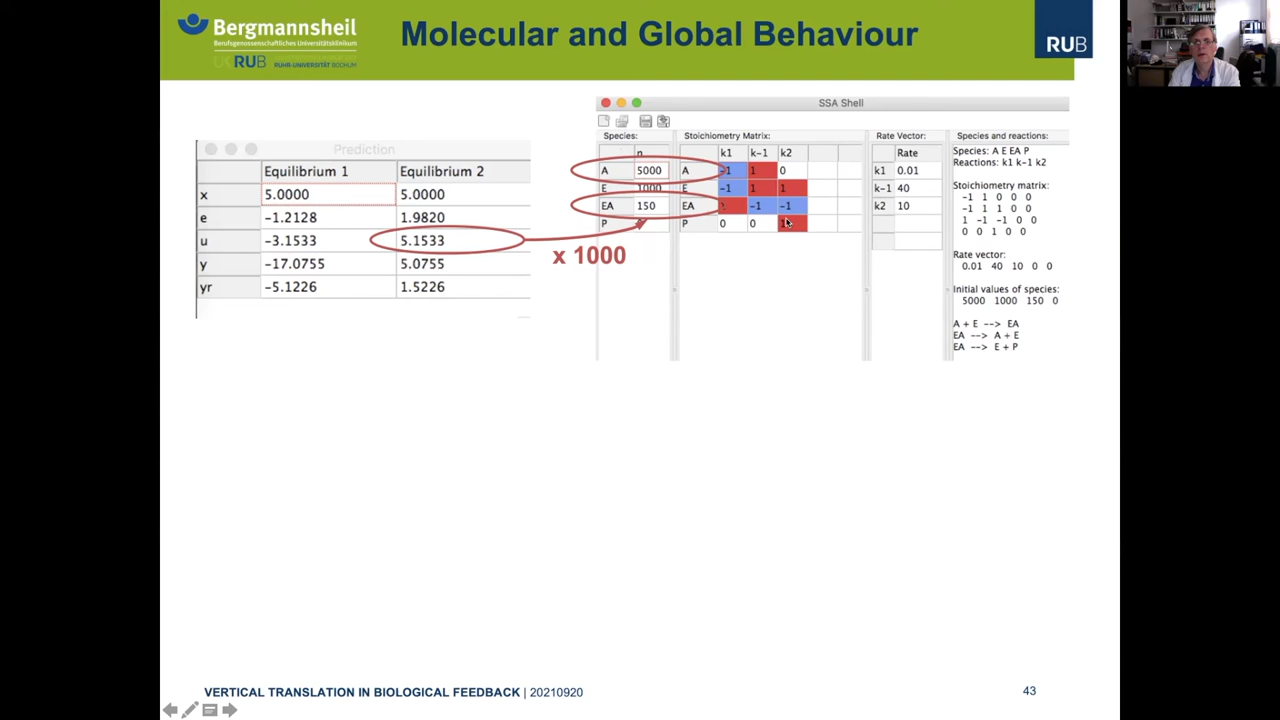 Bergmannsheil
Berufsgenossenschaftliches Universitätsklinikum
UK RUB RUHR-UNIVERSITÄT BOCHUM
Molecular and Global Behaviour
RUB
Prediction
Equilibrium 1 Equilibrium 2
x 5.0000 5.0000
e -1.2128 1.9820
u -3.1533 5.1533
y -17.0755 5.0755
yr -5.1226 1.5226
x 1000
SSA Shell
Species: Stoichiometry Matrix: Rate Vector: Species and reactions:
n k1 k-1 k2 Rate
A 5000 A -1 1 0 k1 0.01
E 1000 E -1 1 1 k-1 40
EA 150 EA -1 -1 k2 10
P P 0 0
Species: A E EA P
Reactions: k1 k-1 k2
Stoichiometry matrix:
-1 1 0 0 0
-1 1 1 0 0
1 -1 -1 0 0
0 0 1 0 0
Rate vector:
0.01 40 10 0 0
Initial values of species:
5000 1000 150 0
A + E --> EA
EA --> A + E
EA --> E + P
VERTICAL TRANSLATION IN BIOLOGICAL FEEDBACK | 20210920
43